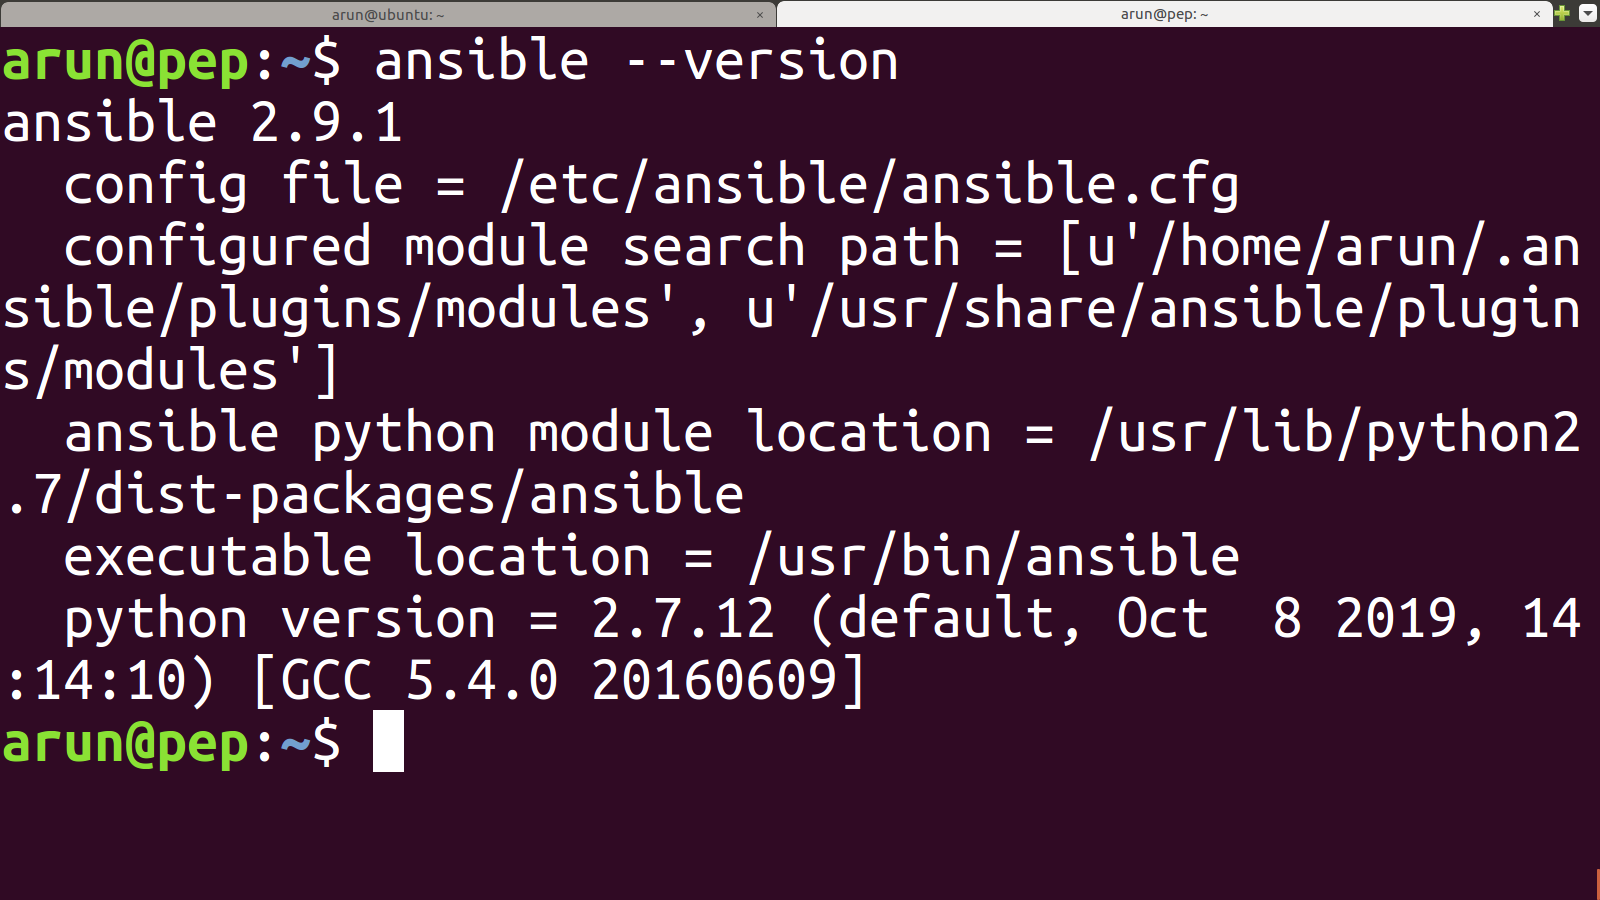 arun@ubuntu: ~ × arun@pep: ~ ×
arun@pep:~$ ansible --version
ansible 2.9.1
  config file = /etc/ansible/ansible.cfg
  configured module search path = [u'/home/arun/.an
sible/plugins/modules', u'/usr/share/ansible/plugin
s/modules']
  ansible python module location = /usr/lib/python2
.7/dist-packages/ansible
  executable location = /usr/bin/ansible
  python version = 2.7.12 (default, Oct  8 2019, 14
:14:10) [GCC 5.4.0 20160609]
arun@pep:~$